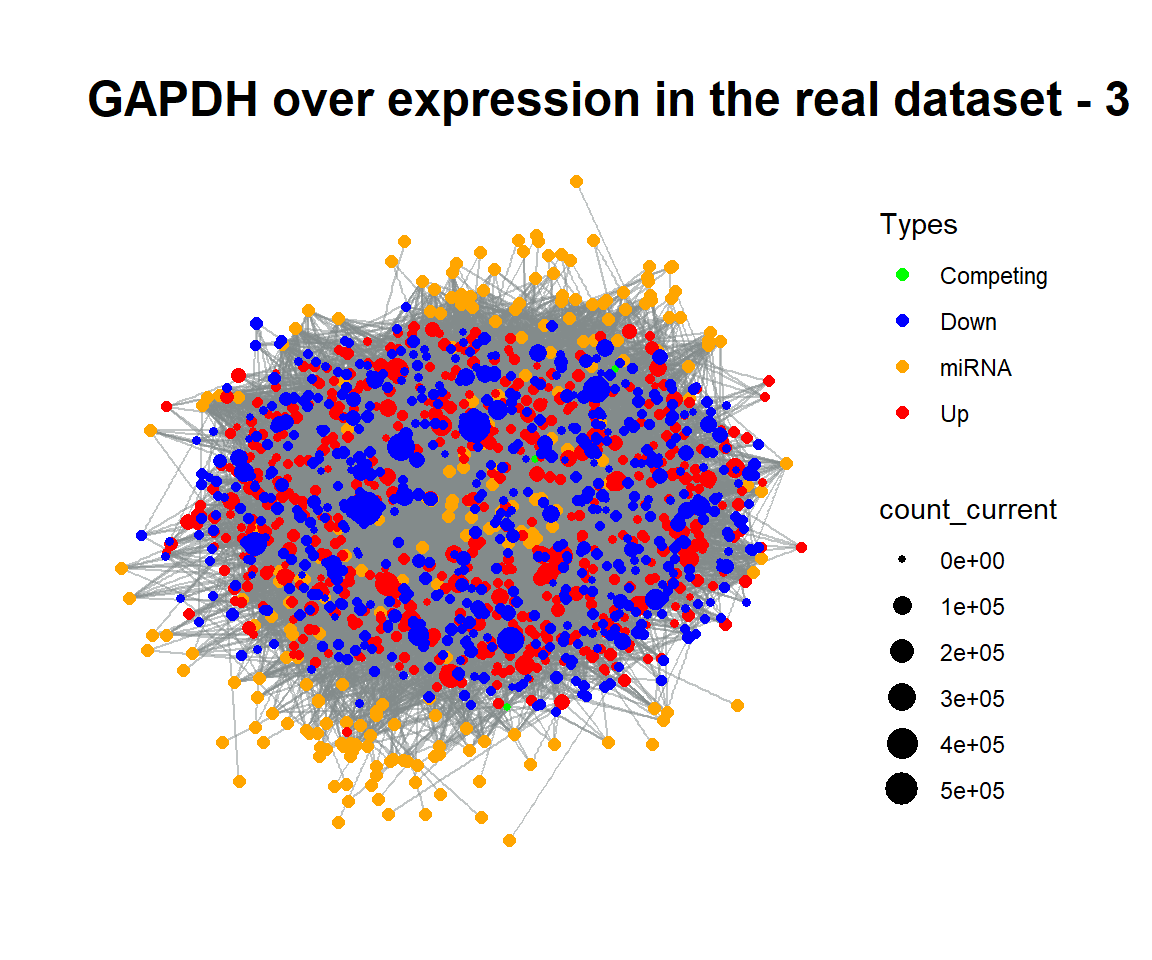 GAPDH over expression in the real dataset - 3
Types
Competing
Down
miRNA
Up
count_current
0e+00
1e+05
2e+05
3e+05
4e+05
5e+05